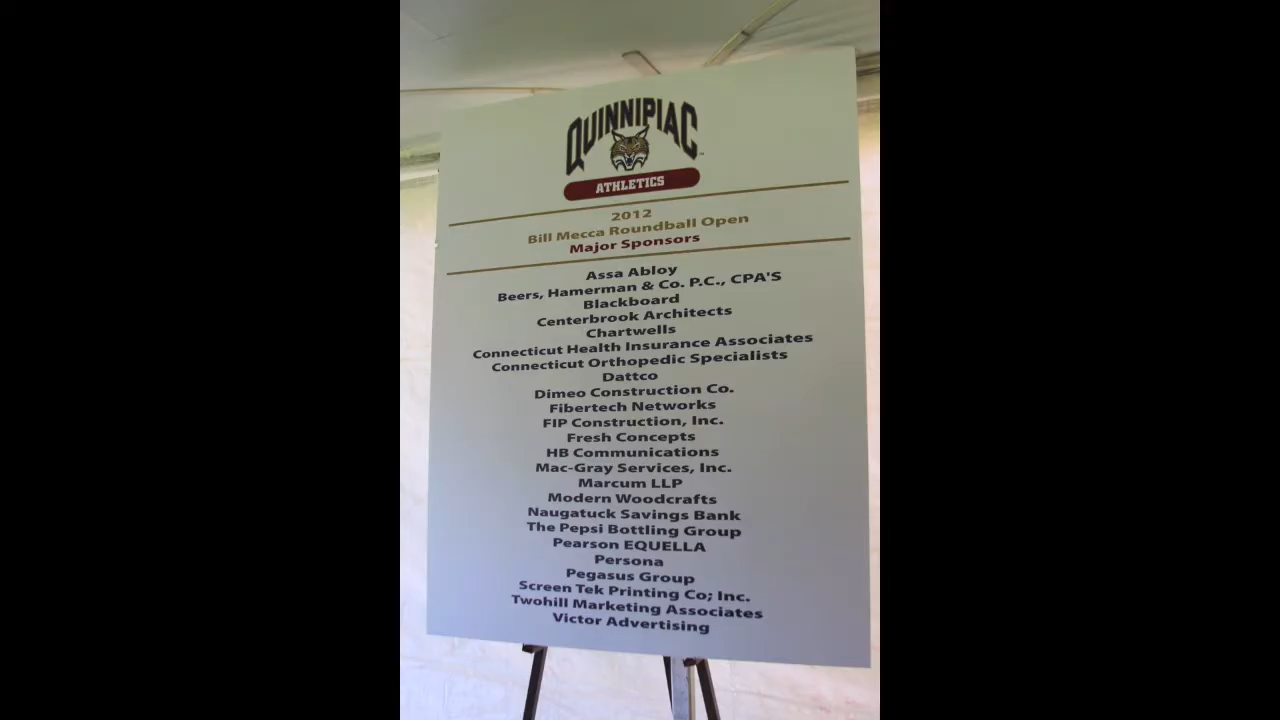 QUINNIPIAC
ATHLETICS
2012
Bill Mecca Roundball Open
Major Sponsors
Assa Abloy
Beers, Hamerman & Co. P.C., CPA'S
Blackboard
Centerbrook Architects
Chartwells
Connecticut Health Insurance Associates
Connecticut Orthopedic Specialists
Dattco
Dimeo Construction Co.
Fibertech Networks
FIP Construction, Inc.
Fresh Concepts
HB Communications
Mac-Gray Services, Inc.
Marcum LLP
Modern Woodcrafts
Naugatuck Savings Bank
The Pepsi Bottling Group
Pearson EQUELLA
Persona
Pegasus Group
Screen Tek Printing Co; Inc.
Twohill Marketing Associates
Victor Advertising